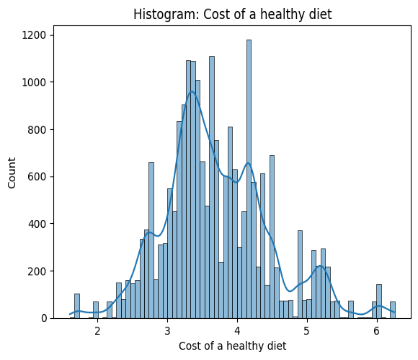 Histogram: Cost of a healthy diet
1200
1000
800
600
400
200
0
Count
2 3 4 5 6
Cost of a healthy diet